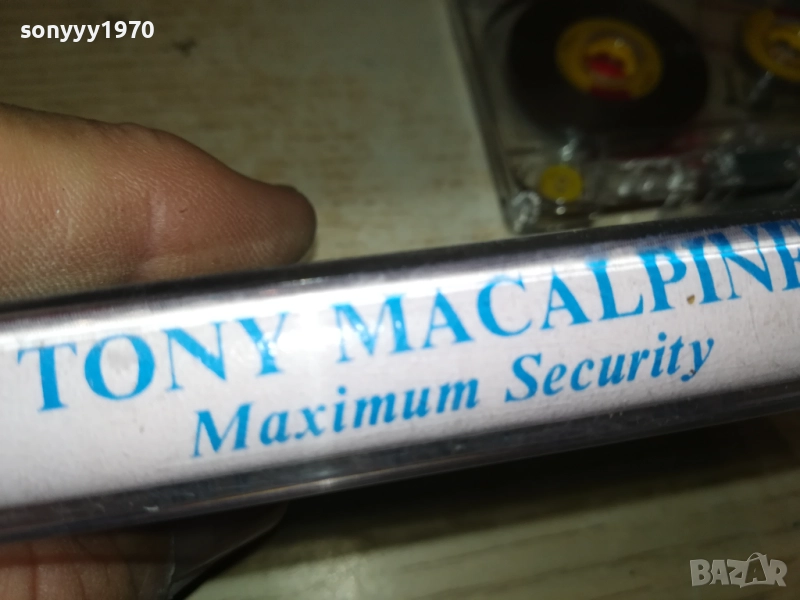 sonyyy1970
TONY MACALPINE
Maximum Security
BAZAR